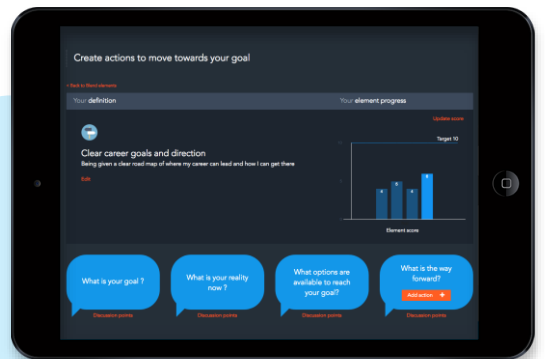 Create actions to move towards your goal
< Back to Blend elements
Your definition
Your element progress
Update score
Target 10
Clear career goals and direction
Being given a clear road map of where my career can lead and how I can get there
Edit
Element score
What is your goal ?
What is your reality
now ?
What options are
available to reach
your goal?
What is the way
forward?
Add action +
Discussion points
Discussion points
Discussion points
Discussion points